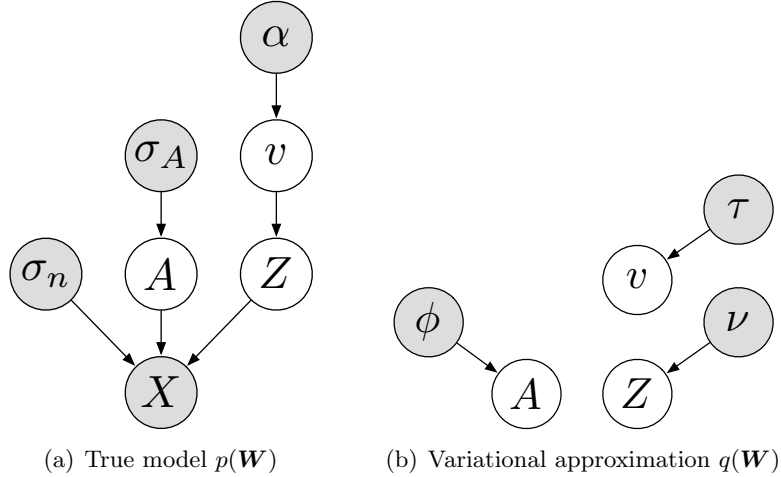 α
σ_A
v
σ_n
A
Z
X
(a) True model p(W)
τ
v
ϕ
ν
A
Z
(b) Variational approximation q(W)